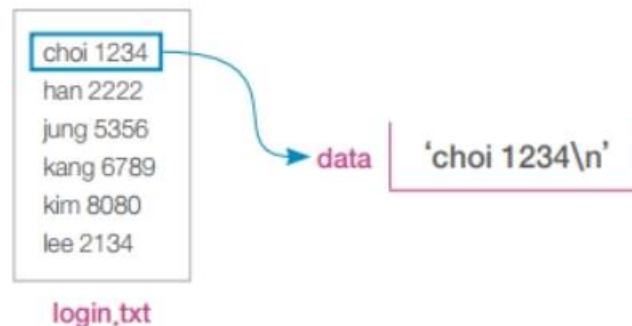 choi 1234
han 2222
jung 5356
kang 6789
kim 8080
lee 2134
data
‘choi 1234\n’
login,txt